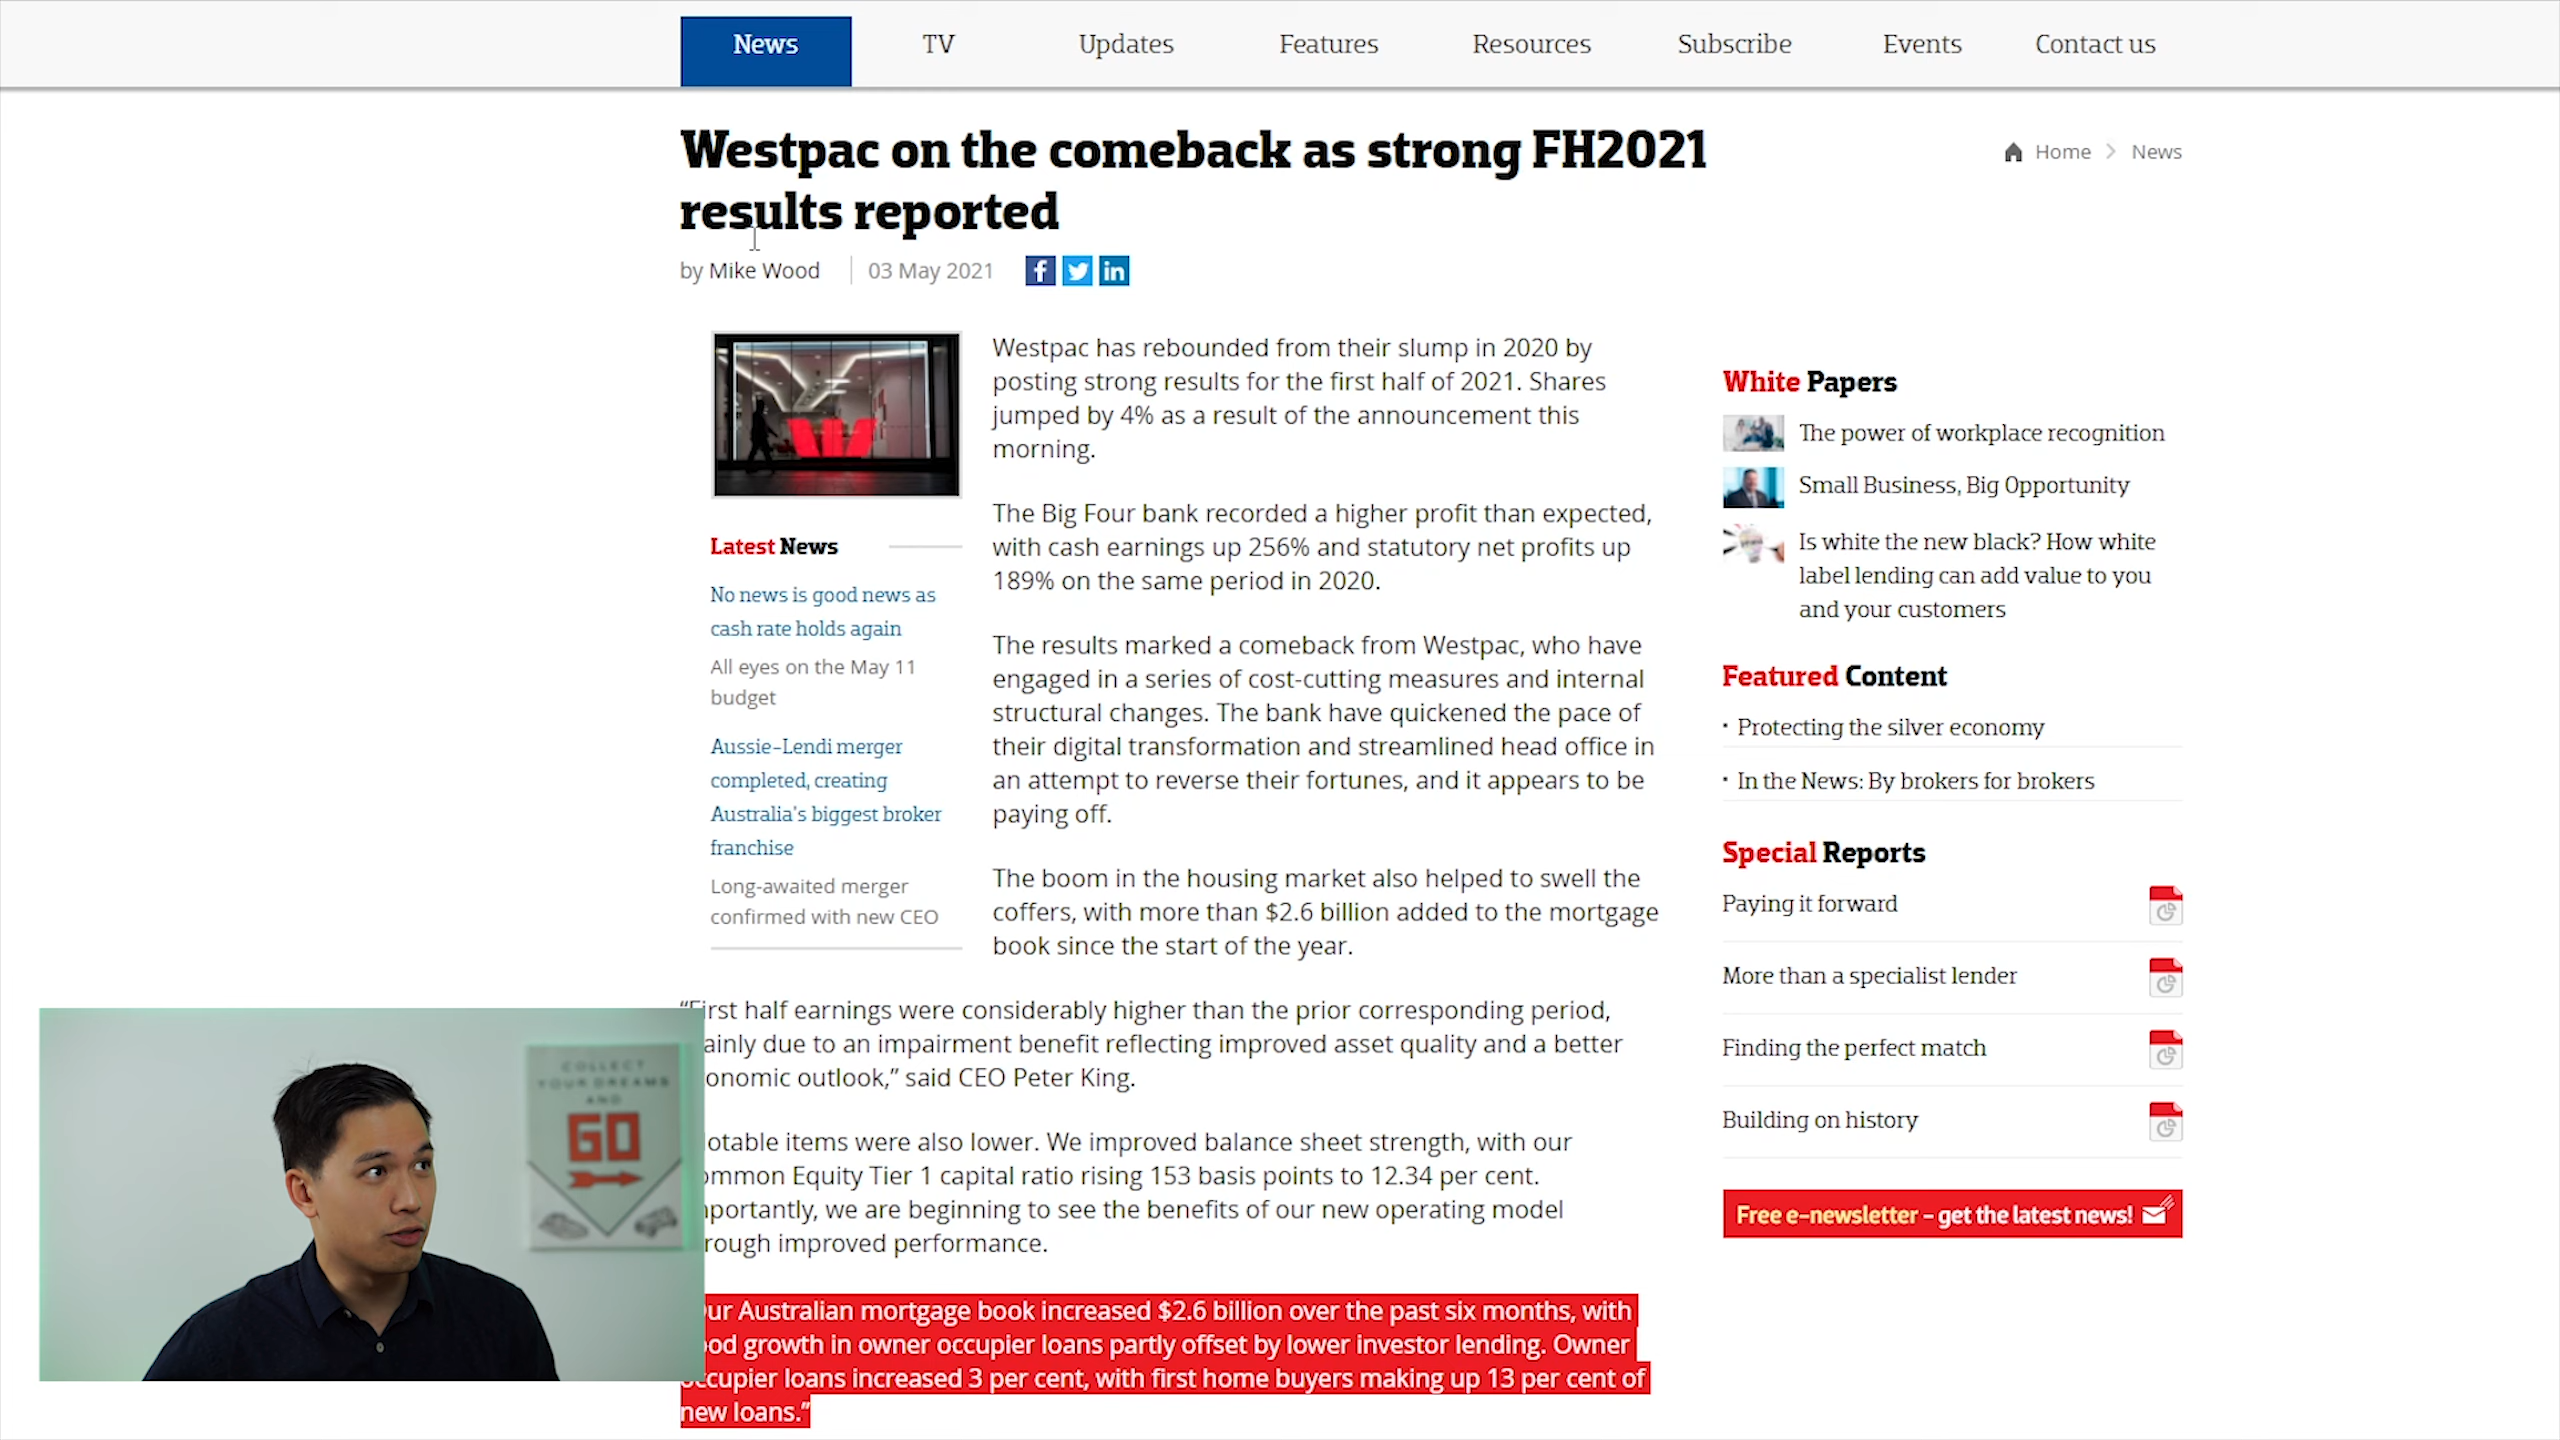 News TV Updates Features Resources Subscribe Events Contact us
Westpac on the comeback as strong FH2021
results reported
Home News
by Mike Wood 03 May 2021
Westpac has rebounded from their slump in 2020 by
posting strong results for the first half of 2021. Shares
jumped by 4% as a result of the announcement this
morning.
The Big Four bank recorded a higher profit than expected,
with cash earnings up 256% and statutory net profits up
189% on the same period in 2020.
The results marked a comeback from Westpac, who have
engaged in a series of cost-cutting measures and internal
structural changes. The bank have quickened the pace of
their digital transformation and streamlined head office in
an attempt to reverse their fortunes, and it appears to be
paying off.
The boom in the housing market also helped to swell the
coffers, with more than $2.6 billion added to the mortgage
book since the start of the year.
Latest News
No news is good news as
cash rate holds again
All eyes on the May 11
budget
Aussie-Lendi merger
completed, creating
Australia's biggest broker
franchise
Long-awaited merger
confirmed with new CEO
“First half earnings were considerably higher than the prior corresponding period,
ainly due to an impairment benefit reflecting improved asset quality and a better
onomic outlook,” said CEO Peter King.
otable items were also lower. We improved balance sheet strength, with our
ommon Equity Tier 1 capital ratio rising 153 basis points to 12.34 per cent.
portantly, we are beginning to see the benefits of our new operating model
rough improved performance.
ur Australian mortgage book increased $2.6 billion over the past six months, with
od growth in owner occupier loans partly offset by lower investor lending. Owner
occupier loans increased 3 per cent, with first home buyers making up 13 per cent of
new loans.”
White Papers
The power of workplace recognition
Small Business, Big Opportunity
Is white the new black? How white
label lending can add value to you
and your customers
Featured Content
· Protecting the silver economy
· In the News: By brokers for brokers
Special Reports
Paying it forward
More than a specialist lender
Finding the perfect match
Building on history
Free e-newsletter - get the latest news!
COLLECT
YOUR DREAMS
AND
GO